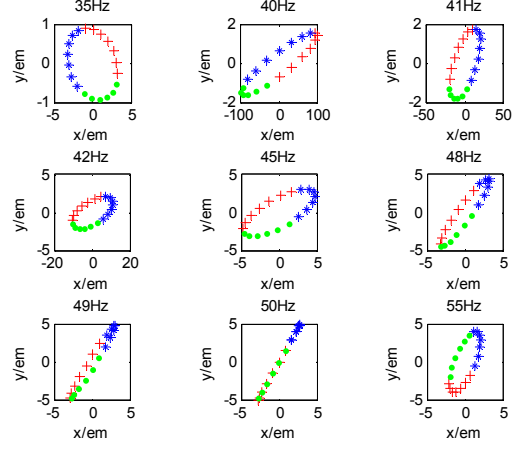 35Hz 40Hz 41Hz
1 2 2
y/em 0 y/em 0 y/em 0
-1 -2 -2
-5 0 5 -100 0 100 -50 0 50
x/em x/em x/em
42Hz 45Hz 48Hz
5 5 5
y/em 0 y/em 0 y/em 0
-5 -5 -5
-20 0 20 -5 0 5 -5 0 5
x/em x/em x/em
49Hz 50Hz 55Hz
5 5 5
y/em 0 y/em 0 y/em 0
-5 -5 -5
-5 0 5 -5 0 5 -5 0 5
x/em x/em x/em